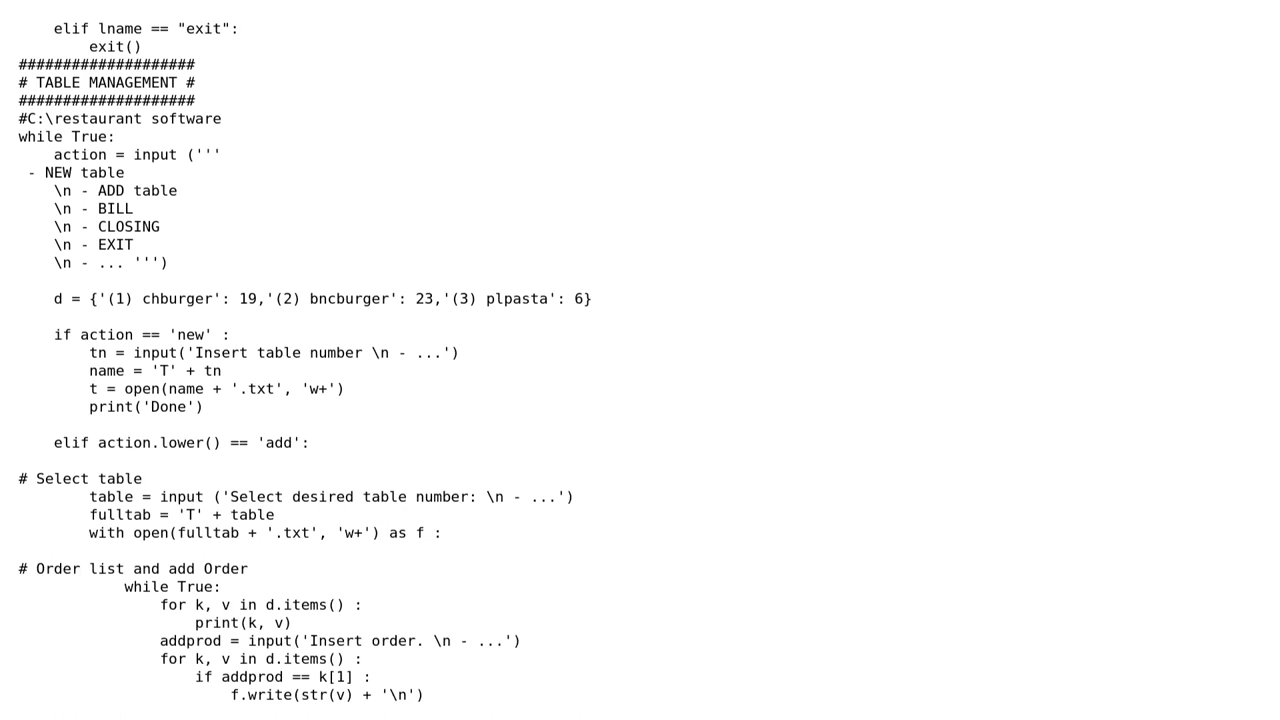 elif lname == "exit":
        exit()
####################
# TABLE MANAGEMENT #
####################
#C:\restaurant software
while True:
    action = input ('''
 - NEW table
    \n - ADD table
    \n - BILL
    \n - CLOSING
    \n - EXIT
    \n - ... ''')

    d = {'(1) chburger': 19,'(2) bncburger': 23,'(3) plpasta': 6}

    if action == 'new' :
        tn = input('Insert table number \n - ...')
        name = 'T' + tn
        t = open(name + '.txt', 'w+')
        print('Done')

    elif action.lower() == 'add':

# Select table
        table = input ('Select desired table number: \n - ...')
        fulltab = 'T' + table
        with open(fulltab + '.txt', 'w+') as f :

# Order list and add Order
            while True:
                for k, v in d.items() :
                    print(k, v)
                addprod = input('Insert order. \n - ...')
                for k, v in d.items() :
                    if addprod == k[1] :
                        f.write(str(v) + '\n')